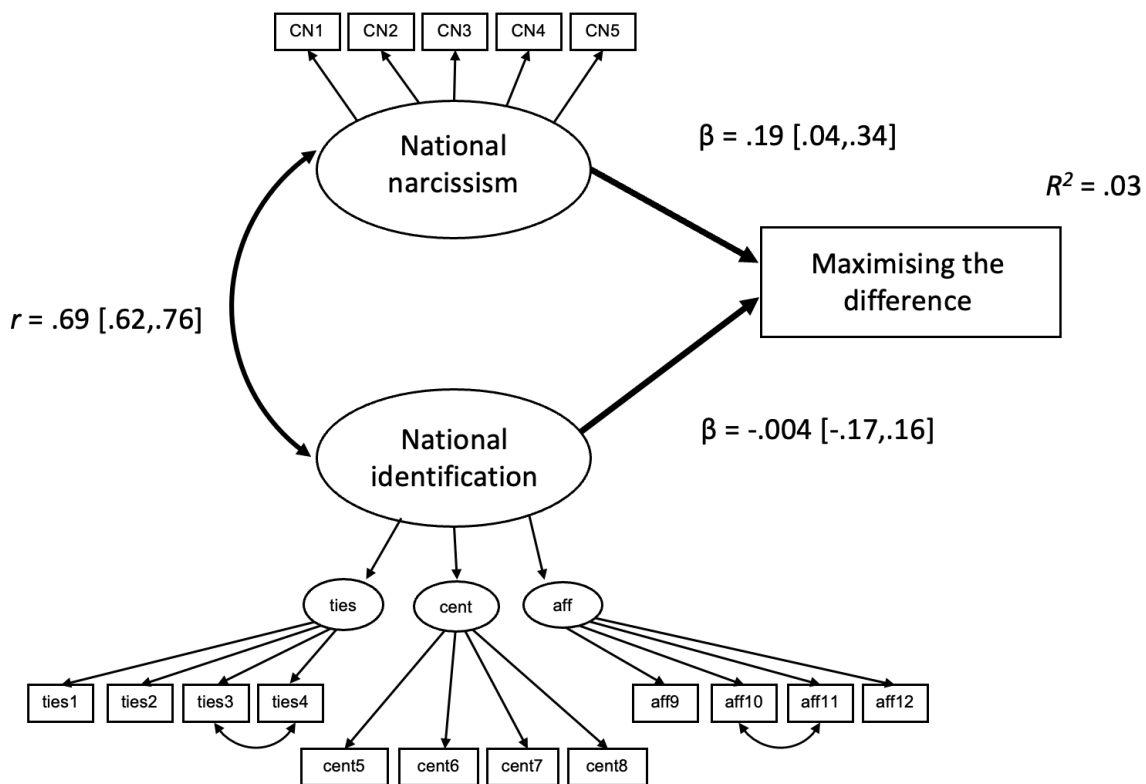 CN1 CN2 CN3 CN4 CN5
National
narcissism
β = .19 [.04,.34]
R² = .03
Maximising the
difference
r = .69 [.62,.76]
National
identification
β = -.004 [-.17,.16]
ties cent aff
ties1 ties2 ties3 ties4 aff9 aff10 aff11 aff12
cent5 cent6 cent7 cent8